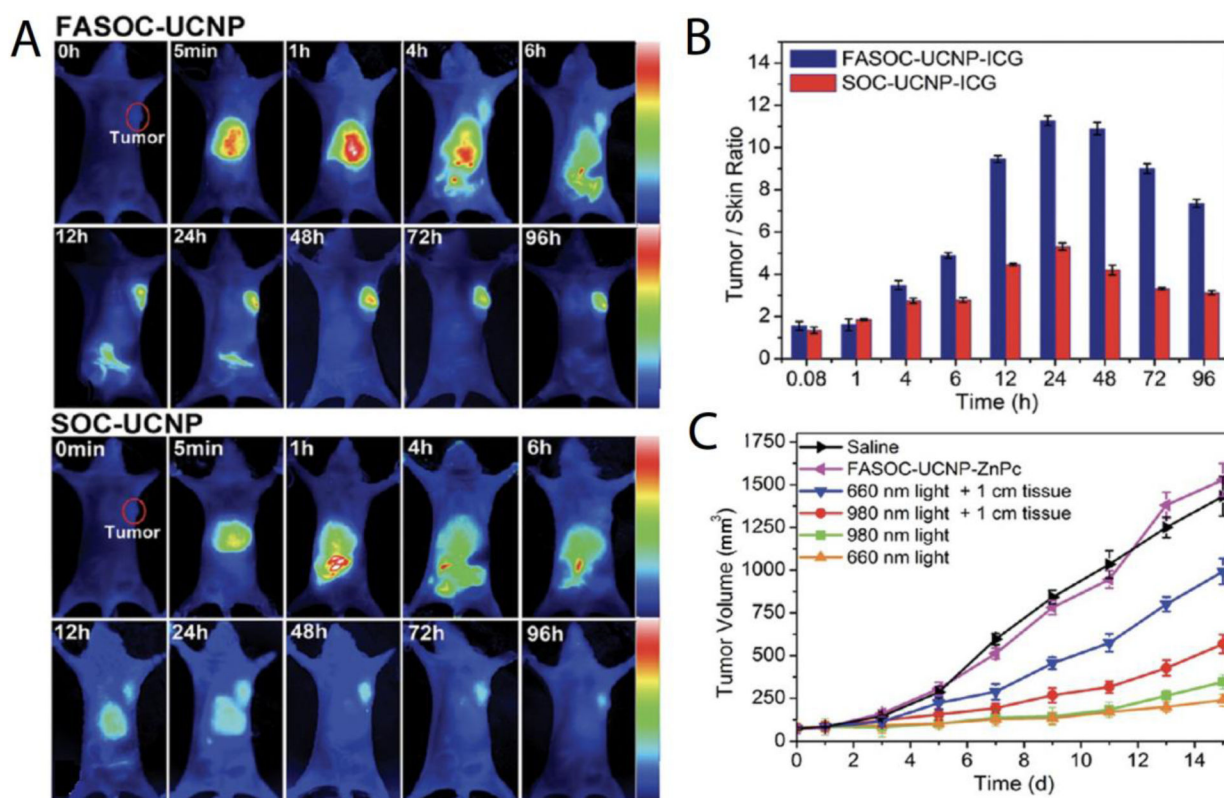 A
FASOC-UCNP
0h
5min
1h
4h
6h
Tumor
12h
24h
48h
72h
96h
SOC-UCNP
0min
5min
1h
4h
6h
Tumor
12h
24h
48h
72h
96h
B
FASOC-UCNP-ICG
SOC-UCNP-ICG
Tumor / Skin Ratio
14
12
10
8
6
4
2
0
0.08 1 4 6 12 24 48 72 96
Time (h)
C
Saline
FASOC-UCNP-ZnPc
660 nm light + 1 cm tissue
980 nm light + 1 cm tissue
980 nm light
660 nm light
Tumor Volume (mm³)
1750
1500
1250
1000
750
500
250
0
0 2 4 6 8 10 12 14
Time (d)